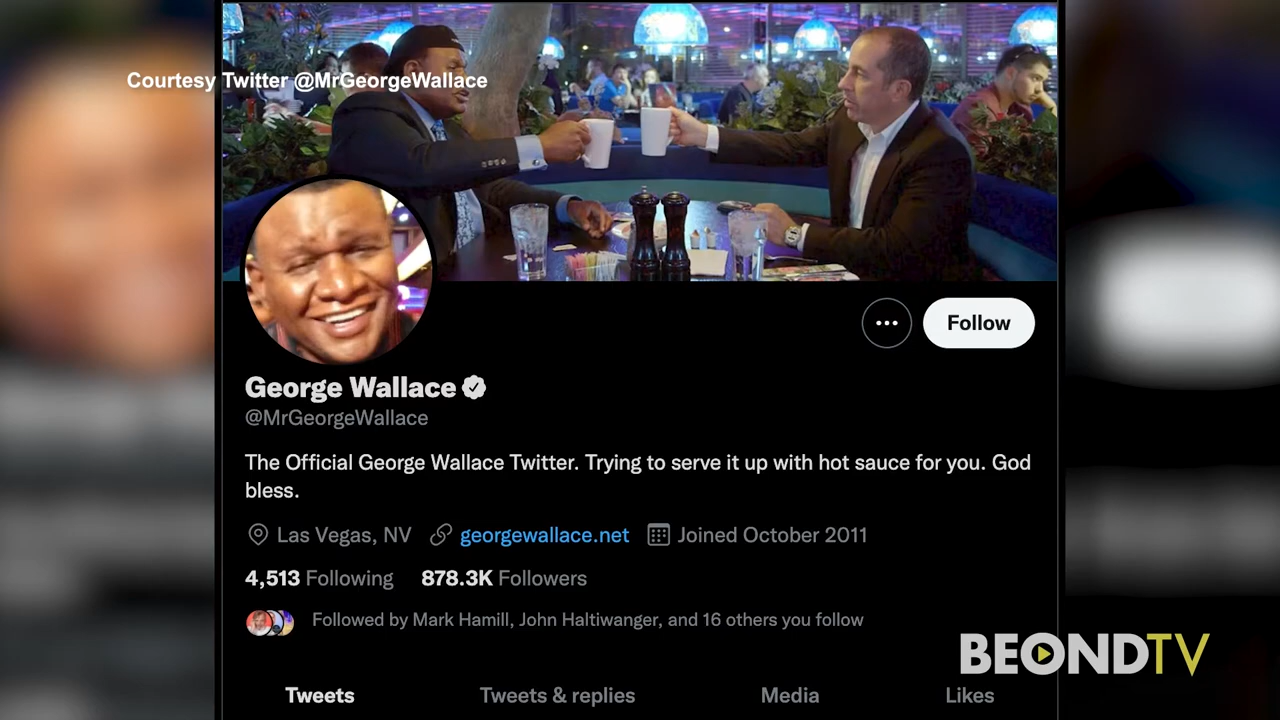 Courtesy Twitter @MrGeorgeWallace
Follow
George Wallace
@MrGeorgeWallace
The Official George Wallace Twitter. Trying to serve it up with hot sauce for you. God
bless.
Las Vegas, NV georgewallace.net Joined October 2011
4,513 Following 878.3K Followers
Followed by Mark Hamill, John Haltiwanger, and 16 others you follow
BEONDTV
Tweets Tweets & replies Media Likes